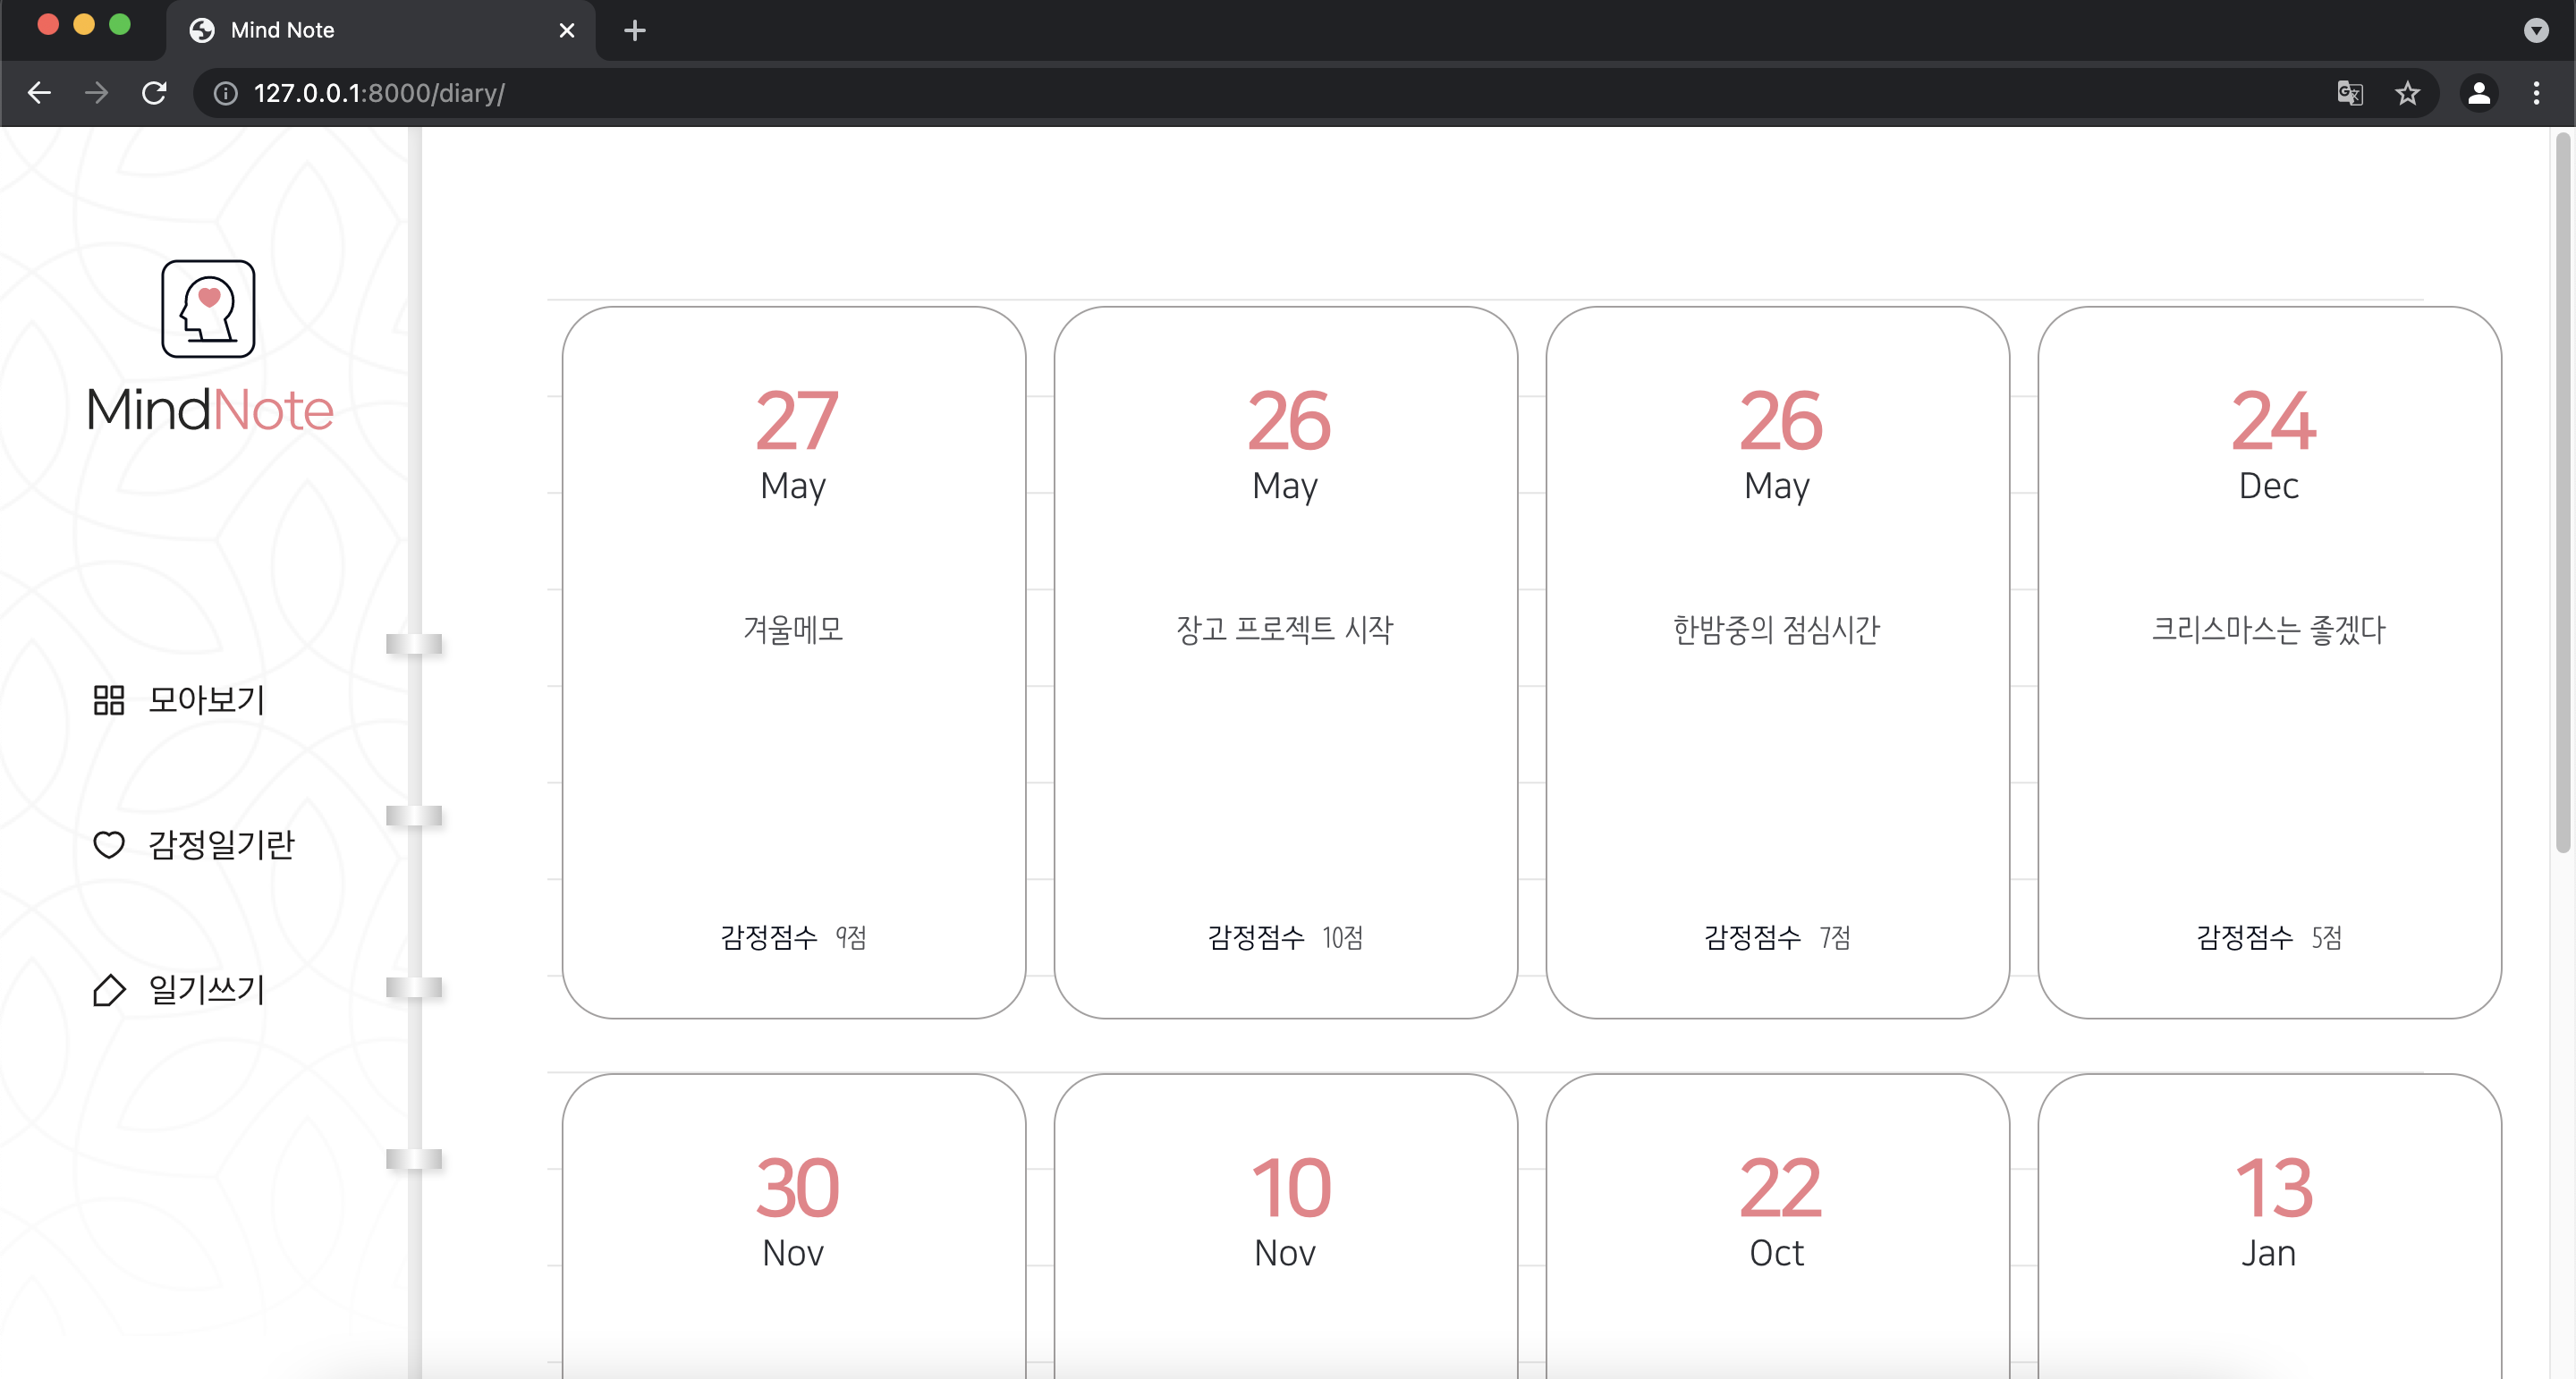 Mind Note
127.0.0.1:8000/diary/
MindNote
모아보기
감정일기란
일기쓰기
27
May
겨울메모
감정점수 9점
26
May
장고 프로젝트 시작
감정점수 10점
26
May
한밤중의 점심시간
감정점수 7점
24
Dec
크리스마스는 좋겠다
감정점수 5점
30
Nov
10
Nov
22
Oct
13
Jan